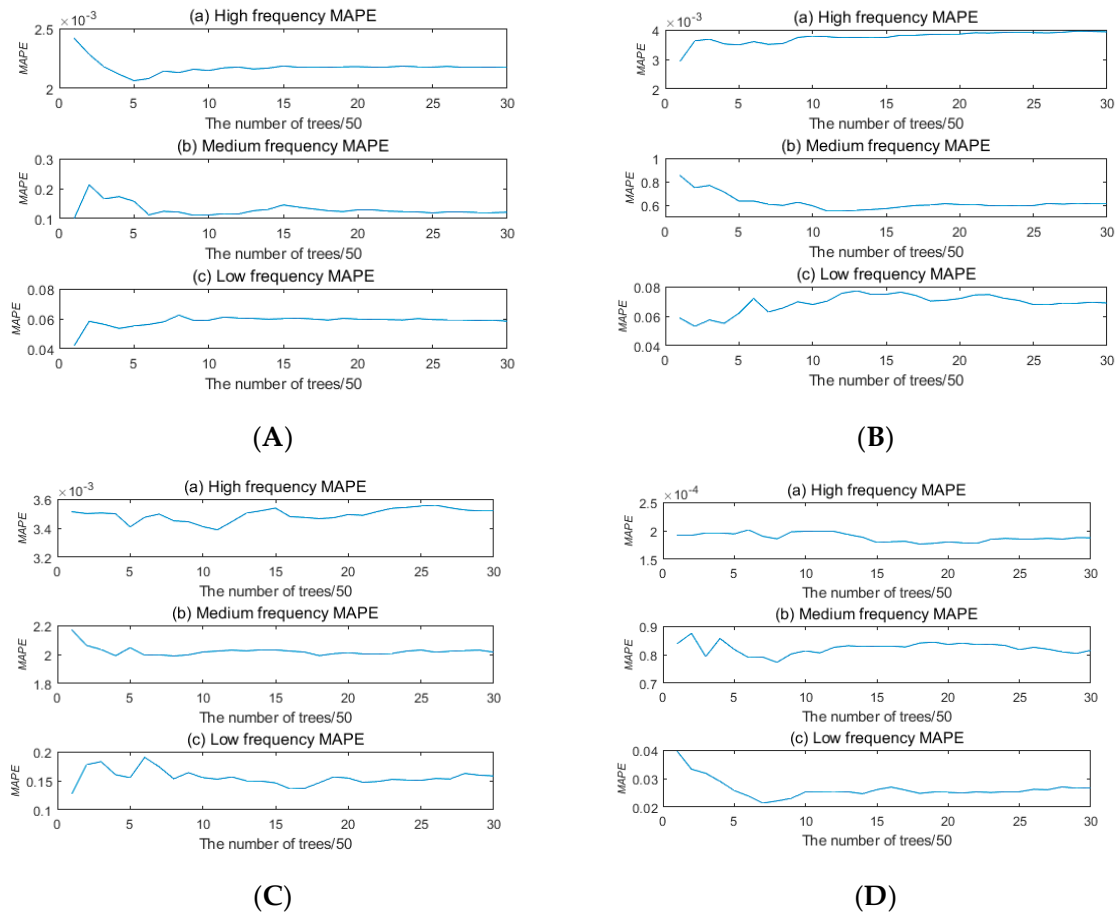 (a) High frequency MAPE
×10-3
2.5
2
MAPE
0 5 10 15 20 25 30
The number of trees/50
(b) Medium frequency MAPE
0.3
0.2
0.1
MAPE
0 5 10 15 20 25 30
The number of trees/50
(c) Low frequency MAPE
0.08
0.06
0.04
MAPE
0 5 10 15 20 25 30
The number of trees/50
(A)
(a) High frequency MAPE
×10-3
4
3
2
MAPE
0 5 10 15 20 25 30
The number of trees/50
(b) Medium frequency MAPE
1
0.8
0.6
MAPE
0 5 10 15 20 25 30
The number of trees/50
(c) Low frequency MAPE
0.08
0.06
0.04
MAPE
0 5 10 15 20 25 30
The number of trees/50
(B)
(a) High frequency MAPE
×10-3
3.6
3.4
3.2
MAPE
0 5 10 15 20 25 30
The number of trees/50
(b) Medium frequency MAPE
2.2
2
1.8
MAPE
0 5 10 15 20 25 30
The number of trees/50
(c) Low frequency MAPE
0.2
0.15
0.1
MAPE
0 5 10 15 20 25 30
The number of trees/50
(C)
(a) High frequency MAPE
×10-4
2.5
2
1.5
MAPE
0 5 10 15 20 25 30
The number of trees/50
(b) Medium frequency MAPE
0.9
0.8
0.7
MAPE
0 5 10 15 20 25 30
The number of trees/50
(c) Low frequency MAPE
0.04
0.03
0.02
MAPE
0 5 10 15 20 25 30
The number of trees/50
(D)